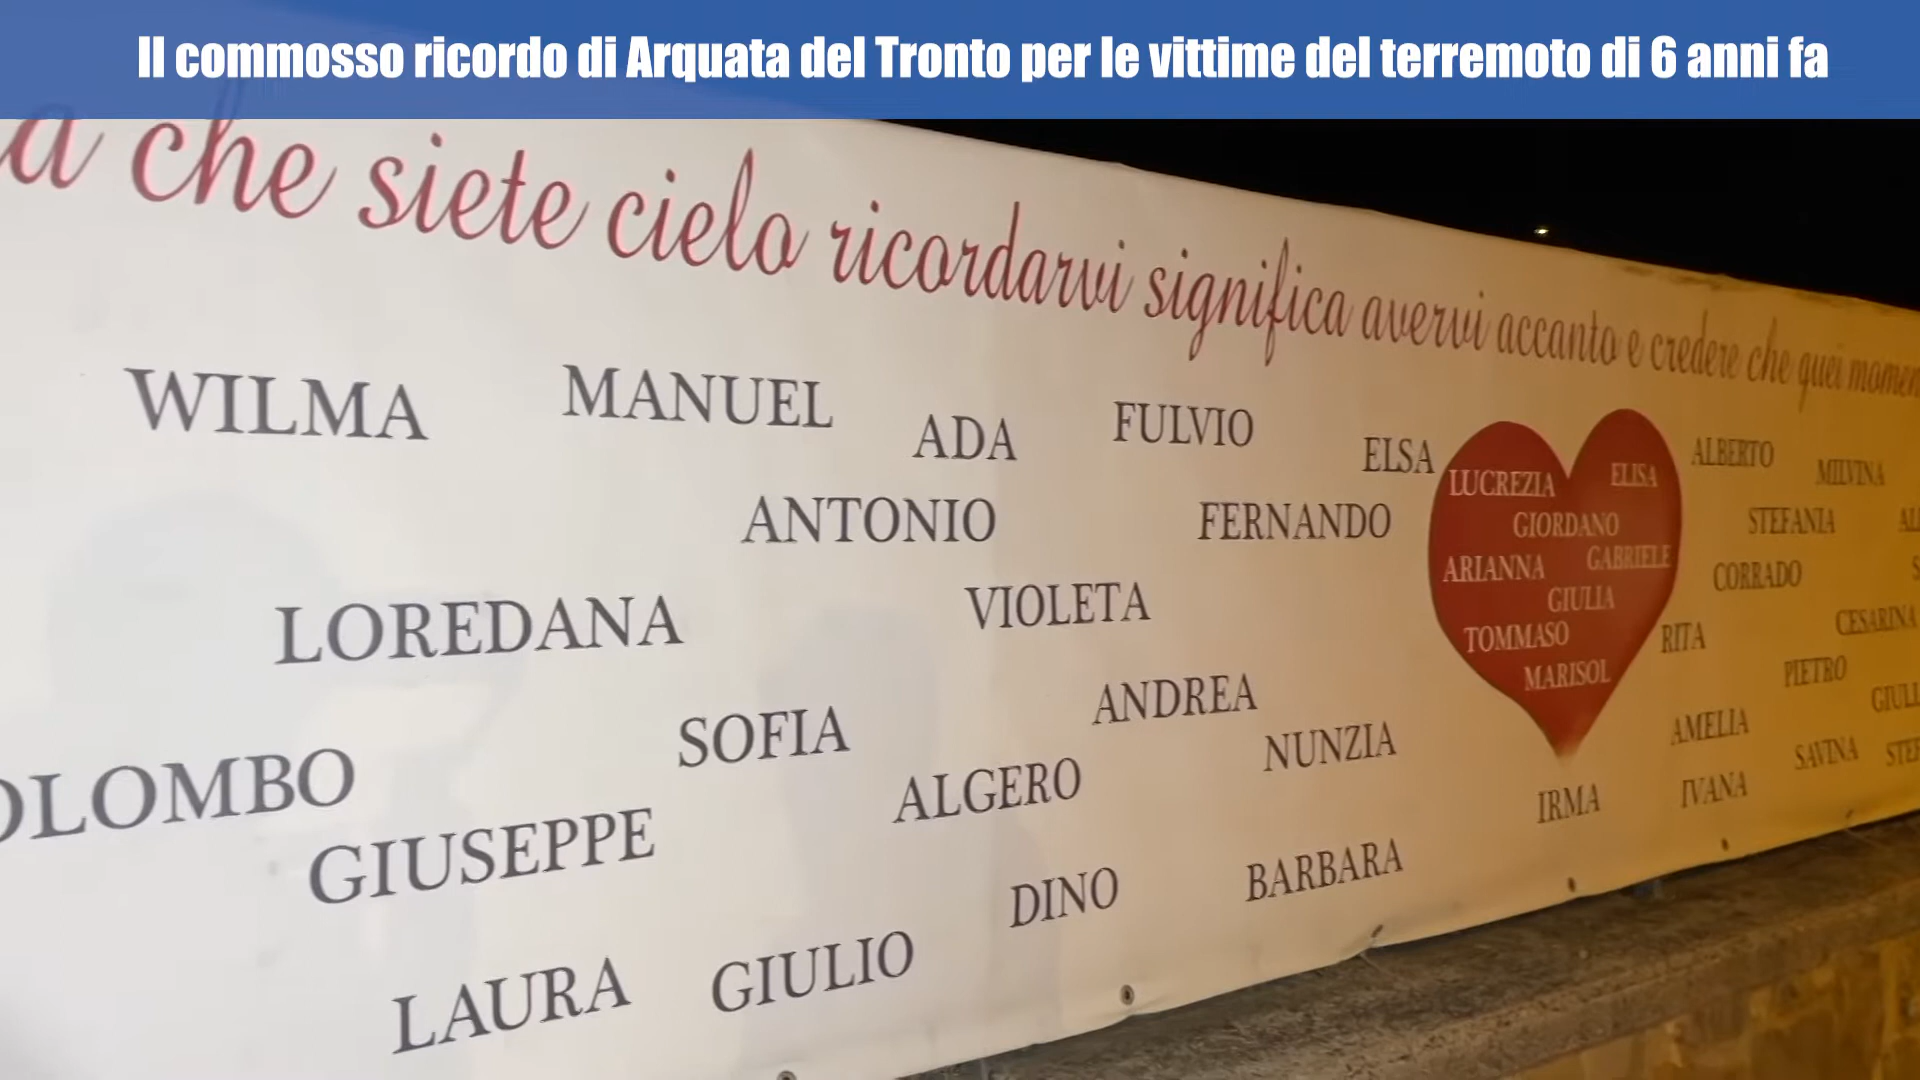 Il commosso ricordo di Arquata del Tronto per le vittime del terremoto di 6 anni fa
che siete cielo ricordarvi significa avervi accanto e credere che quei
WILMA MANUEL ADA FULVIO ELSA
ANTONIO FERNANDO
LOREDANA VIOLETA
ANDREA
SOFIA NUNZIA
ALGERO
GIUSEPPE
DINO BARBARA
LAURA GIULIO
LUCREZIA ELISA
GIORDANO
ARIANNA GABRIELE
GIULIA
TOMMASO
MARISOL
ALBERTO MILVINA
STEFANIA
CORRADO
RITA CESARINA
PIETRO
AMELIA
SAVINA
IRMA IVANA